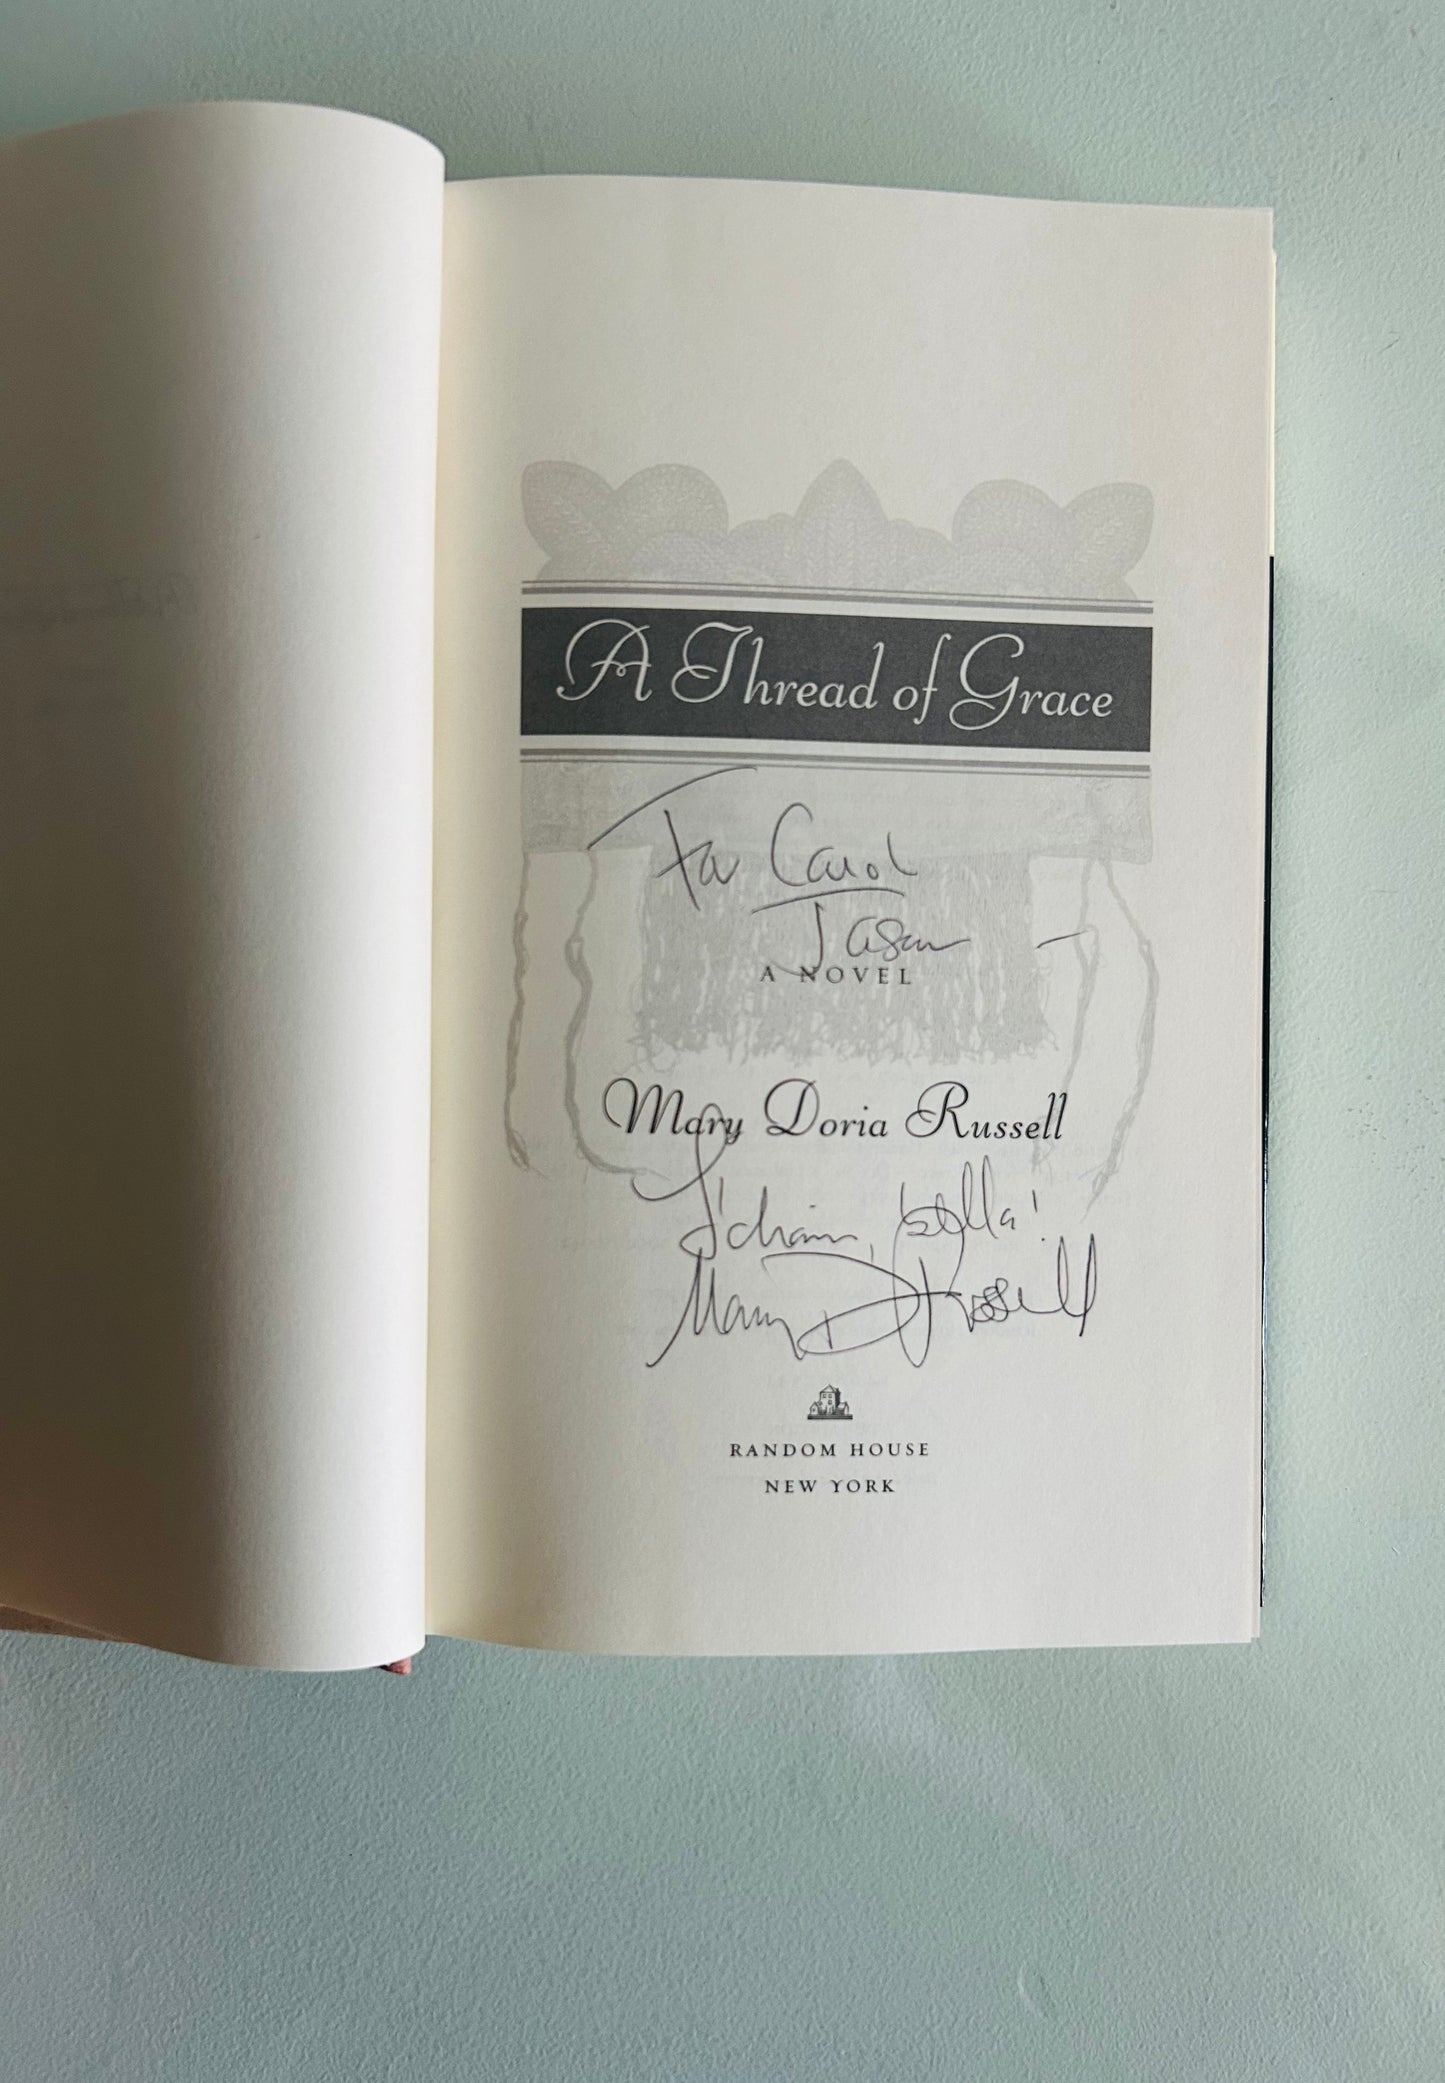 A Thread of Grace
For Carol
Jason
A NOVEL
Mary Doria Russell
L'chaim, bella!
Mary D Russell
RANDOM HOUSE
NEW YORK